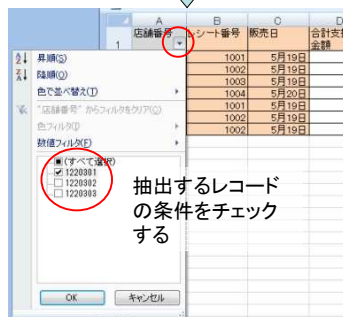 A B C D
店舗番号 レシート番号 販売日 合計支
1 金額
昇順(S) 1001 5月19日
降順(O) 1002 5月19日
色で並べ替え(T) 1003 5月19日
"店舗番号" からフィルタをクリア(C) 1004 5月20日
色フィルタ(I) 1001 5月19日
数値フィルタ(F) 1002 5月19日
1002 5月19日
(すべて選択)
1220301
1220302
1220303
抽出するレコード
の条件をチェック
する
OK キャンセル